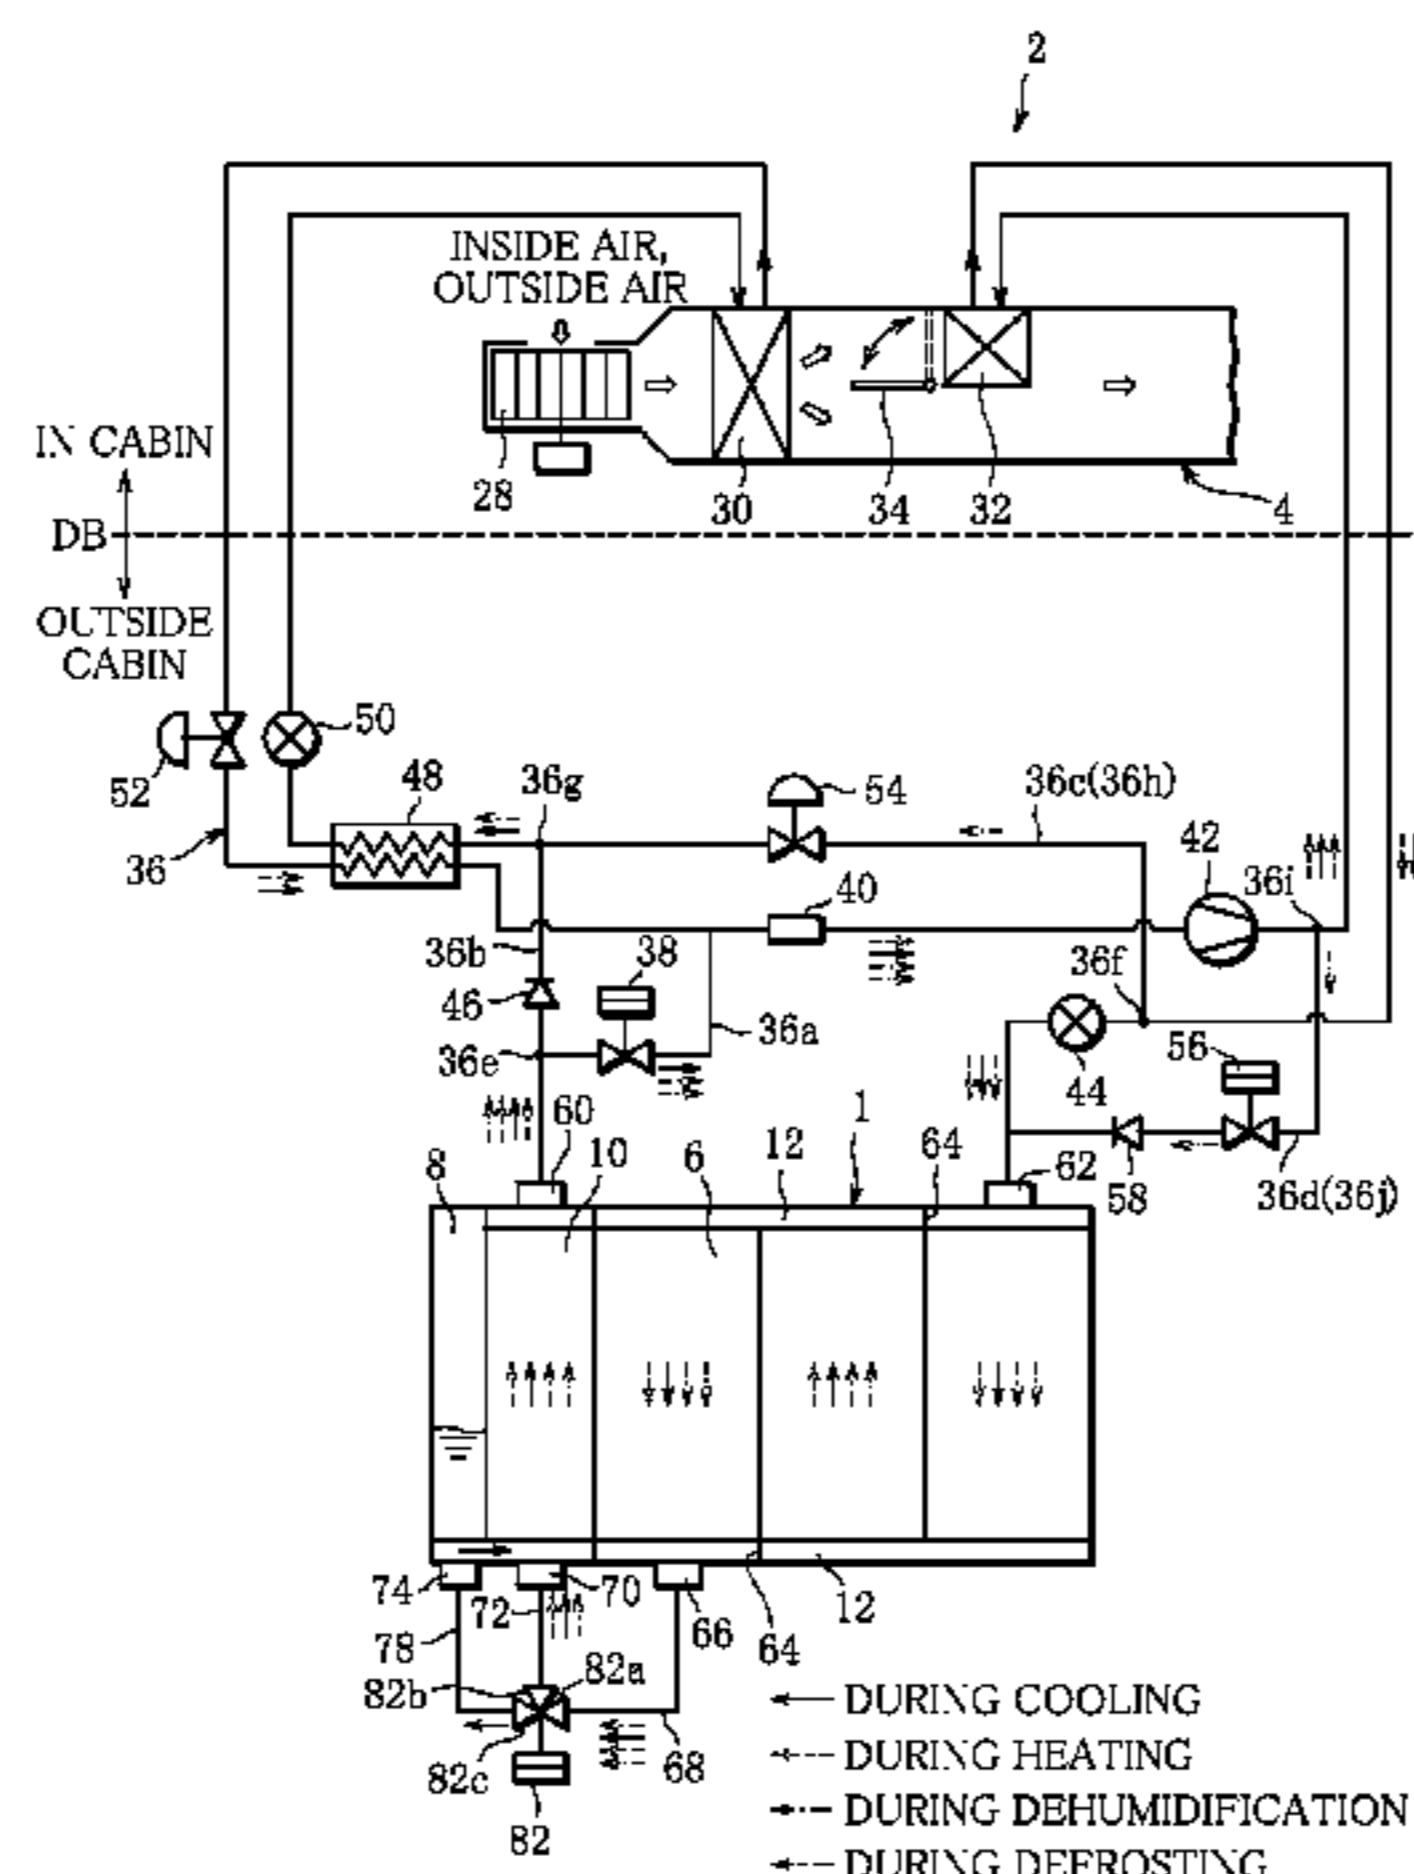 2
INSIDE AIR,
OUTSIDE AIR
IN CABIN
28
30
34
32
4
DB
OUTSIDE
CABIN
50
52
48
36g
54
36c(36h)
42
36
40
36i
36b
38
36f
46
36a
36e
56
44
60
1
8
10
6
12
64
62
58
36d(36j)
74
72
70
12
78
66
64
82a
82b
82c
68
82
DURING COOLING
DURING HEATING
DURING DEHUMIDIFICATION
DURING DEFROSTING